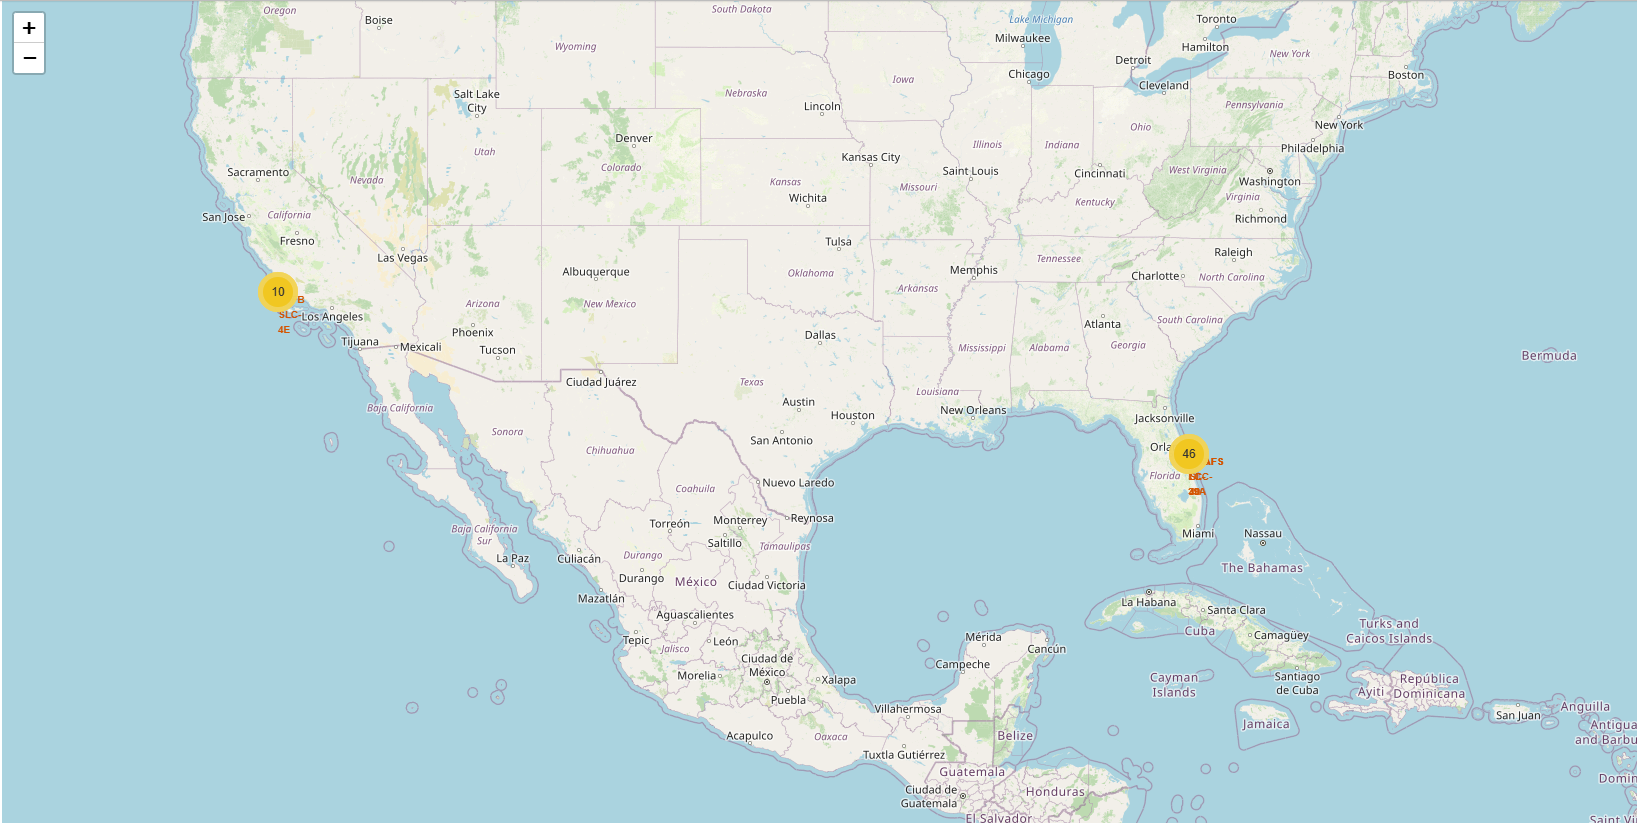 +
−
Oregon
Boise
South Dakota
Lake Michigan
Toronto
Milwaukee
Hamilton
Wyoming
New York
Detroit
Chicago
Boston
Iowa
Cleveland
Salt Lake
City
Nebraska
Lincoln
Pennsylvania
New York
Ohio
Denver
Utah
Illinois
Indiana
Philadelphia
Kansas City
Colorado
Saint Louis
Cincinnati
West Virginia
Sacramento
Nevada
Kansas
Missouri
Washington
Wichita
Kentucky
Virginia
San Jose
California
Richmond
Fresno
Tulsa
Raleigh
Las Vegas
Tennessee
Albuquerque
Oklahoma
Memphis
Charlotte
North Carolina
10
B
SLC-
4E
Arizona
New Mexico
Arkansas
Los Angeles
Phoenix
Atlanta
South Carolina
Tijuana
Mexicali
Tucson
Dallas
Mississippi
Alabama
Georgia
Bermuda
Ciudad Juárez
Texas
Louisiana
Baja California
Austin
Houston
New Orleans
Jacksonville
Sonora
San Antonio
Orla
46
AFS
Chihuahua
Florida
Nuevo Laredo
Coahuila
Baja California
Sur
Torreón
Monterrey
Reynosa
Saltillo
Tamaulipas
Miami
Nassau
La Paz
Culiacán
Durango
The Bahamas
Durango
México
Ciudad Victoria
Mazatlán
La Habana
Santa Clara
Aguascalientes
Cuba
Camagüey
Turks and
Caicos Islands
Tepic
León
Jalisco
Mérida
Cancún
Ciudad de
México
Campeche
Morelia
Xalapa
Cayman
Islands
Santiago
de Cuba
Ayiti
República
Dominicana
Puebla
Villahermosa
Jamaica
San Juan
Anguilla
Acapulco
Oaxaca
Belize
Antigua
and Barbu
Tuxtla Gutiérrez
Guatemala
Domin
Ciudad de
Guatemala
Honduras
El Salvador
Saint Vi